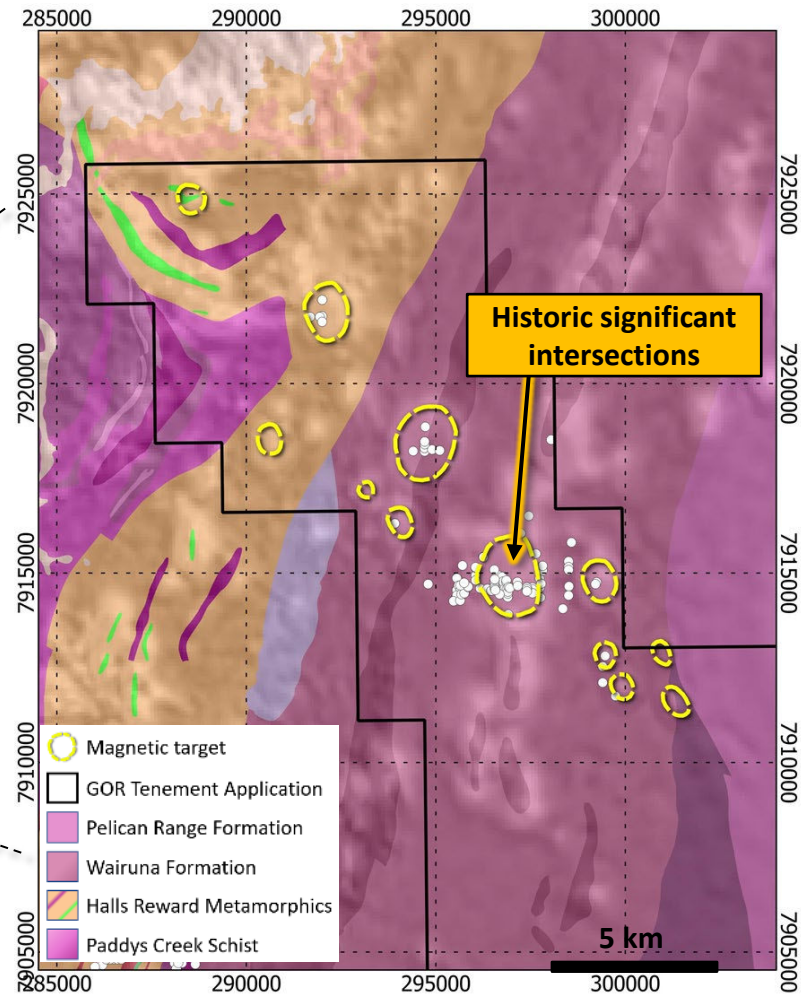 285000 290000 295000 300000
7925000
7925000
Historic significant
intersections
7920000
7920000
7915000
7915000
Magnetic target
GOR Tenement Application
Pelican Range Formation
Wairuna Formation
Halls Reward Metamorphics
Paddys Creek Schist
7910000
7910000
5 km
7905000
7905000
285000 290000 295000 300000